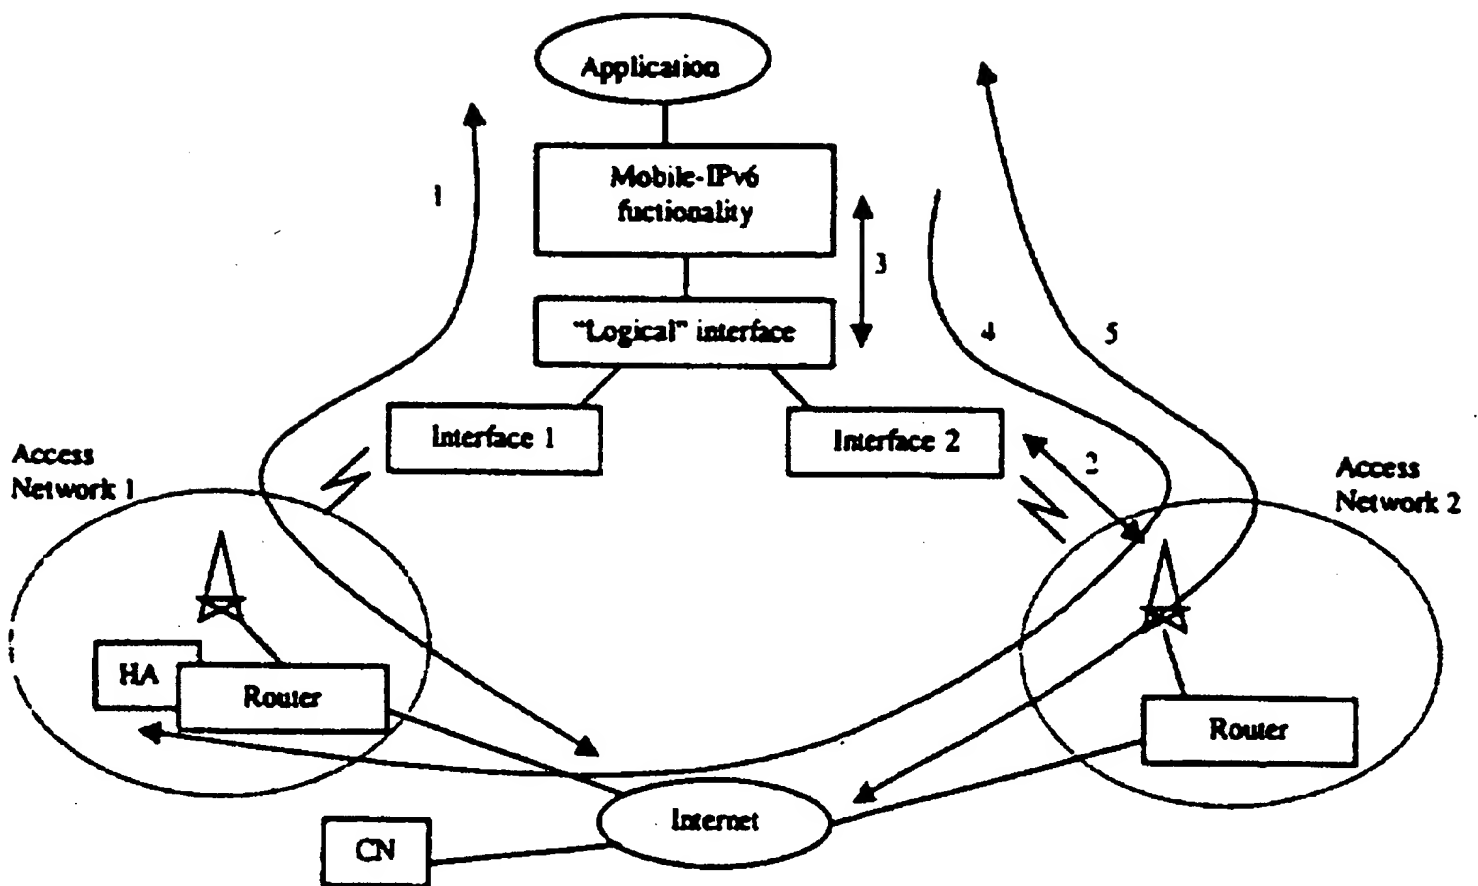 Application
Mobile-IPv6
fuctionality
1
3
"Logical" interface
4
5
Interface 1
Interface 2
2
Access
Network 1
Access
Network 2
HA
Router
Router
Internet
CN